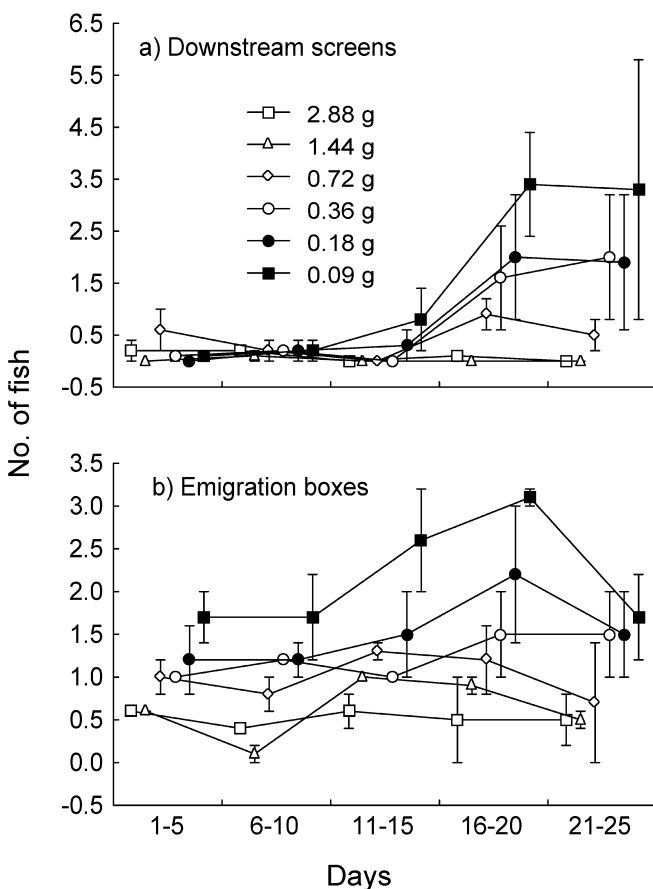 6.5
a) Downstream screens
5.5
4.5
3.5
2.5
1.5
0.5
-0.5
2.88 g
1.44 g
0.72 g
0.36 g
0.18 g
0.09 g
No. of fish
3.5
b) Emigration boxes
3.0
2.5
2.0
1.5
1.0
0.5
0.0
-0.5
1-5 6-10 11-15 16-20 21-25
Days